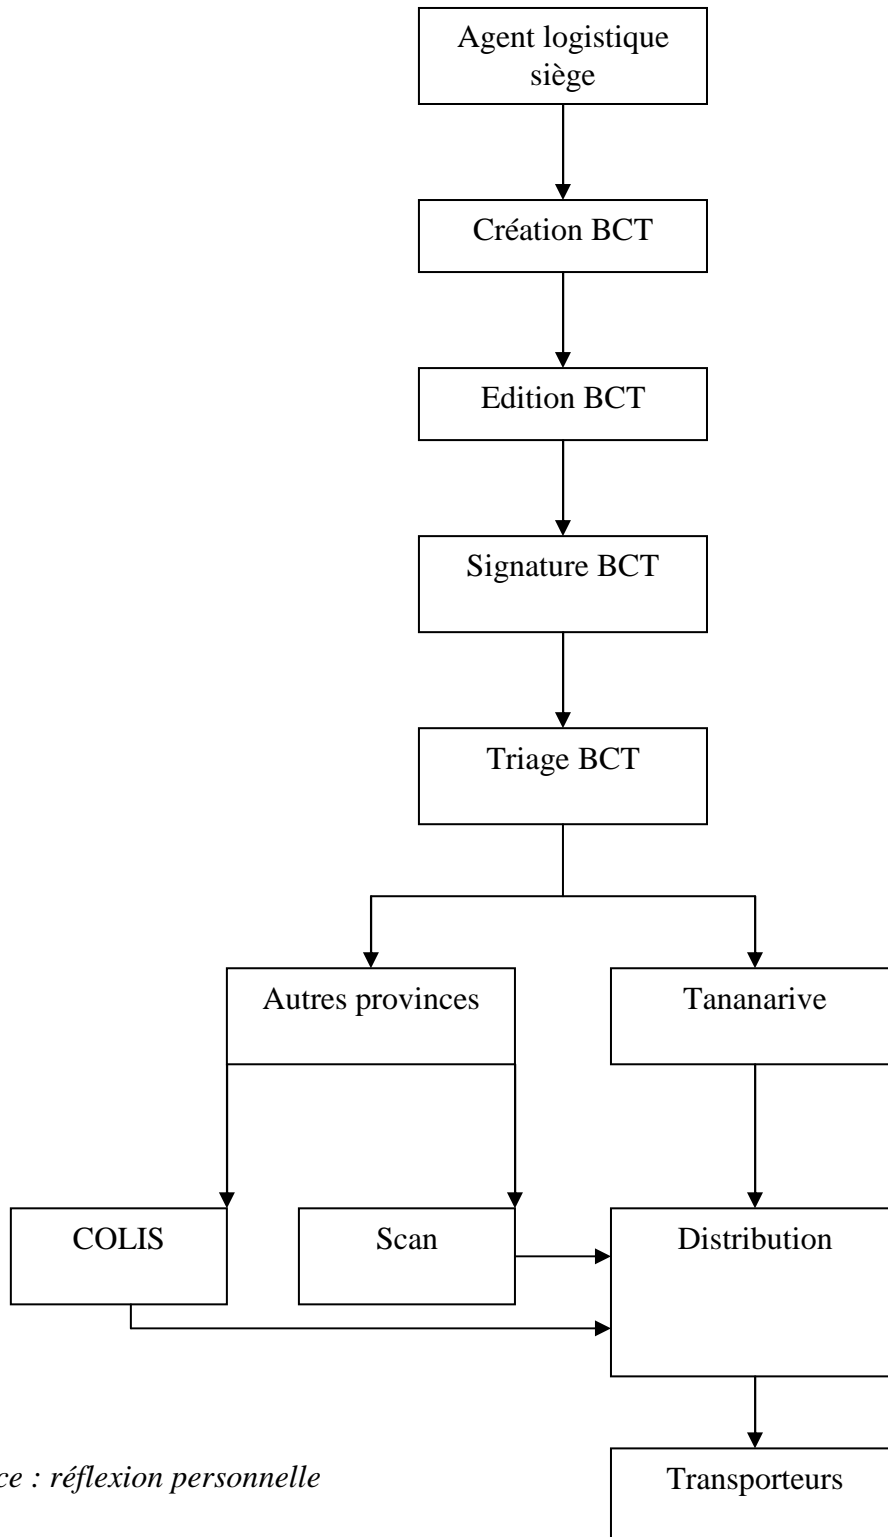 Agent logistique
siège
Création BCT
Edition BCT
Signature BCT
Triage BCT
Autres provinces
Tananarive
COLIS
Scan
Distribution
ce : réflexion personnelle
Transporteurs